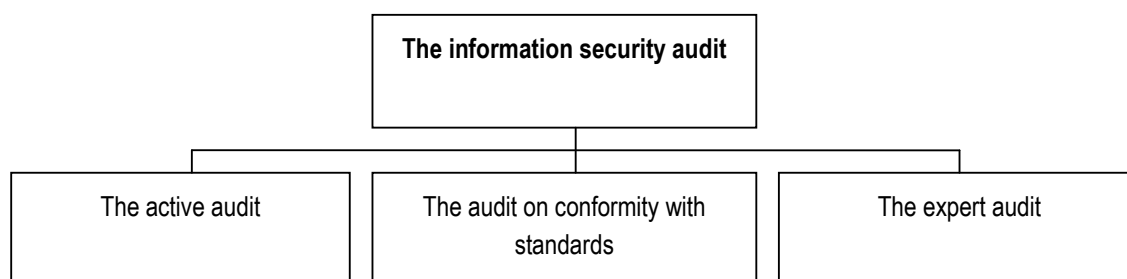 The information security audit
The active audit
The audit on conformity with
standards
The expert audit